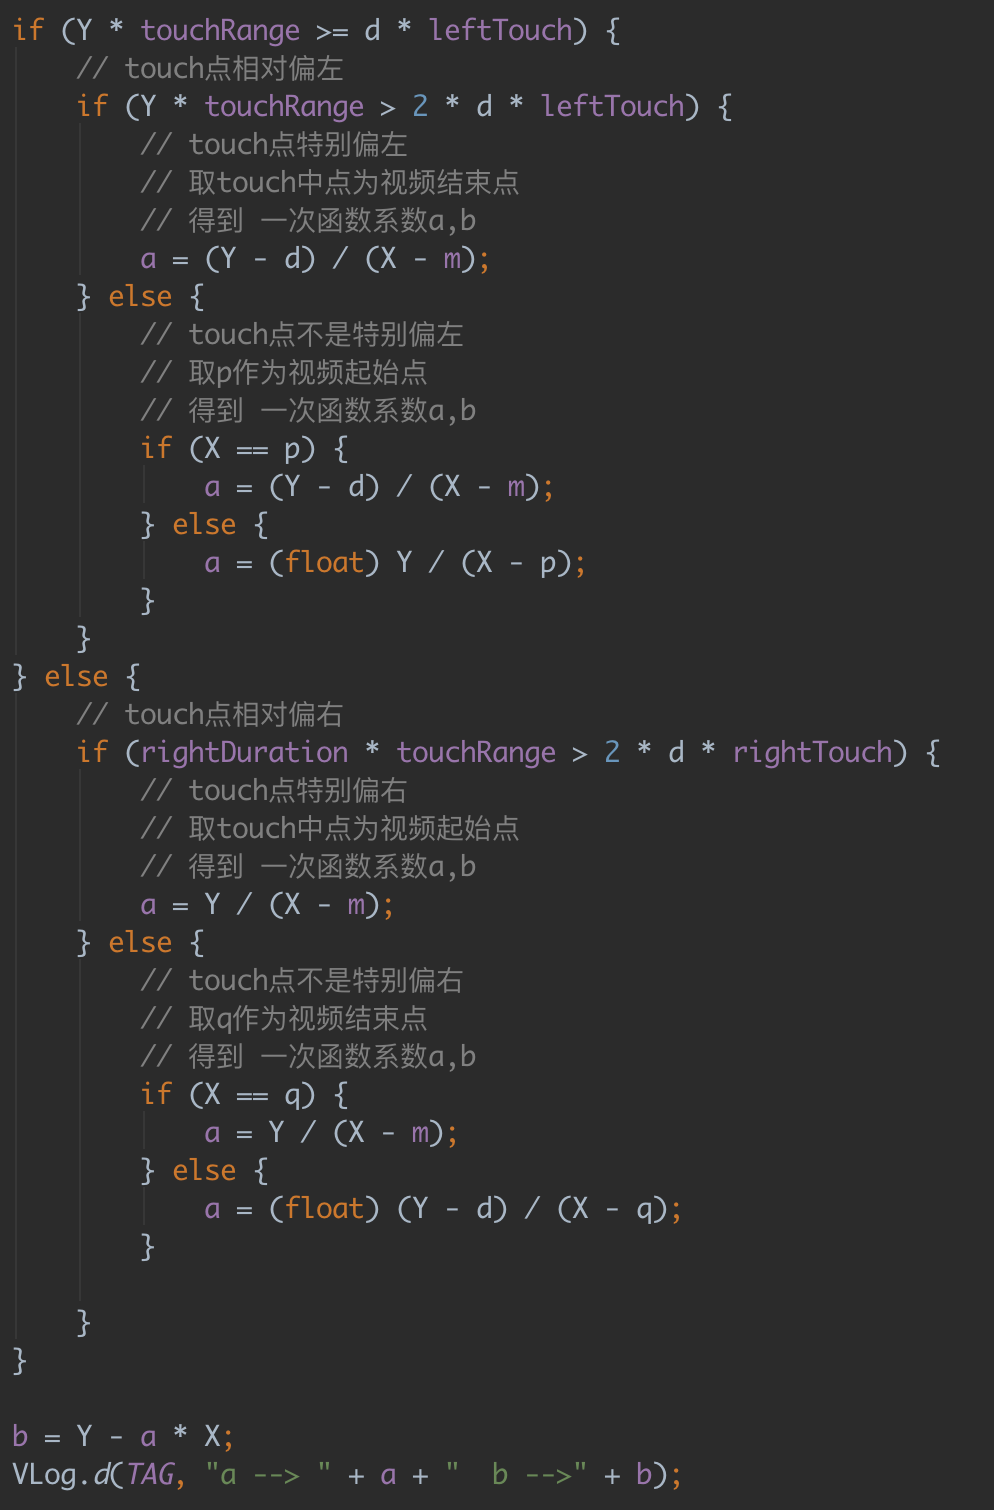 if (Y * touchRange >= d * leftTouch) {
    // touch点相对偏左
    if (Y * touchRange > 2 * d * leftTouch) {
        // touch点特别偏左
        // 取touch中点为视频结束点
        // 得到 一次函数系数a,b
        a = (Y - d) / (X - m);
    } else {
        // touch点不是特别偏左
        // 取p作为视频起始点
        // 得到 一次函数系数a,b
        if (X == p) {
            a = (Y - d) / (X - m);
        } else {
            a = (float) Y / (X - p);
        }
    }
} else {
    // touch点相对偏右
    if (rightDuration * touchRange > 2 * d * rightTouch) {
        // touch点特别偏右
        // 取touch中点为视频起始点
        // 得到 一次函数系数a,b
        a = Y / (X - m);
    } else {
        // touch点不是特别偏右
        // 取q作为视频结束点
        // 得到 一次函数系数a,b
        if (X == q) {
            a = Y / (X - m);
        } else {
            a = (float) (Y - d) / (X - q);
        }

    }
}

b = Y - a * X;
VLog.d(TAG, "a --> " + a + "  b -->" + b);